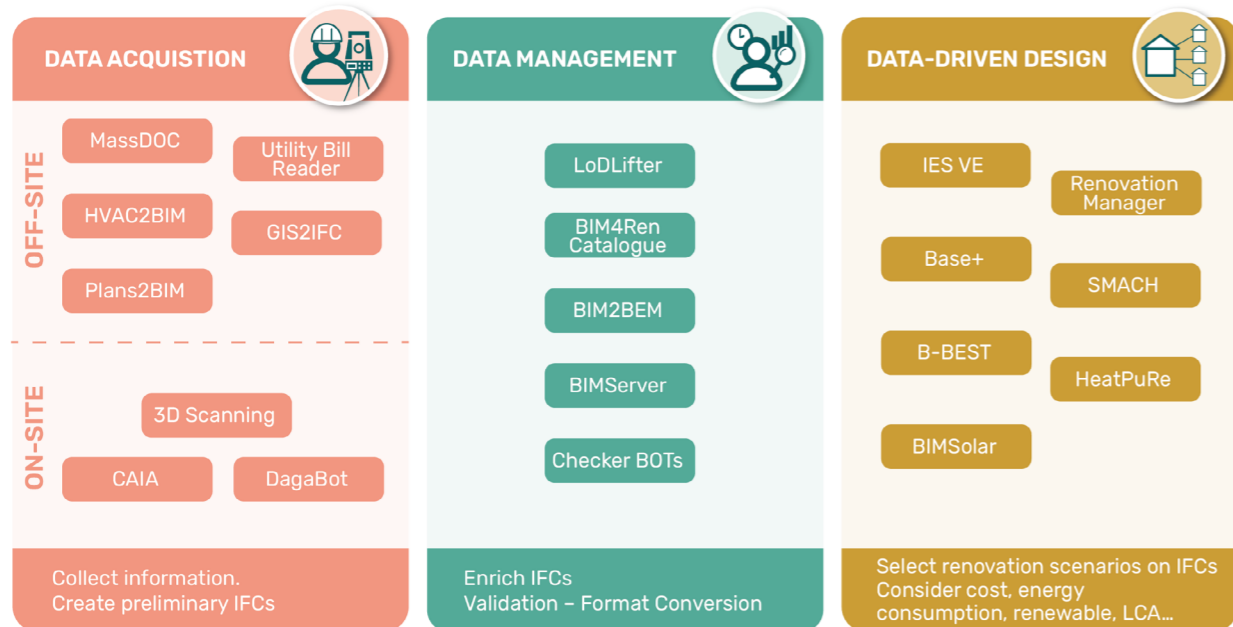 DATA ACQUISTION
OFF-SITE
MassDOC
Utility Bill
Reader
HVAC2BIM
GIS2IFC
Plans2BIM
ON-SITE
3D Scanning
CAIA
DagaBot
Collect information.
Create preliminary IFCs
DATA MANAGEMENT
LoDLifter
BIM4Ren
Catalogue
BIM2BEM
BIMServer
Checker BOTs
Enrich IFCs
Validation – Format Conversion
DATA-DRIVEN DESIGN
IES VE
Renovation
Manager
Base+
SMACH
B-BEST
HeatPuRe
BIMSolar
Select renovation scenarios on IFCs
Consider cost, energy
consumption, renewable, LCA...